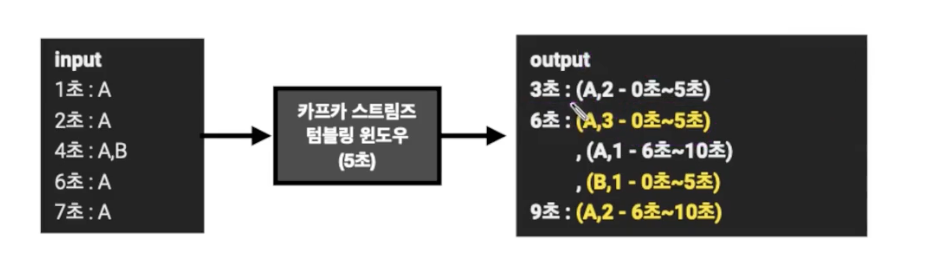 input
1초 : A
2초 : A
4초 : A,B
6초 : A
7초 : A
카프카 스트림즈
텀블링 윈도우
(5초)
output
3초 : (A,2 - 0초~5초)
6초 : (A,3 - 0초~5초)
, (A,1 - 6초~10초)
, (B,1 - 0초~5초)
9초 : (A,2 - 6초~10초)